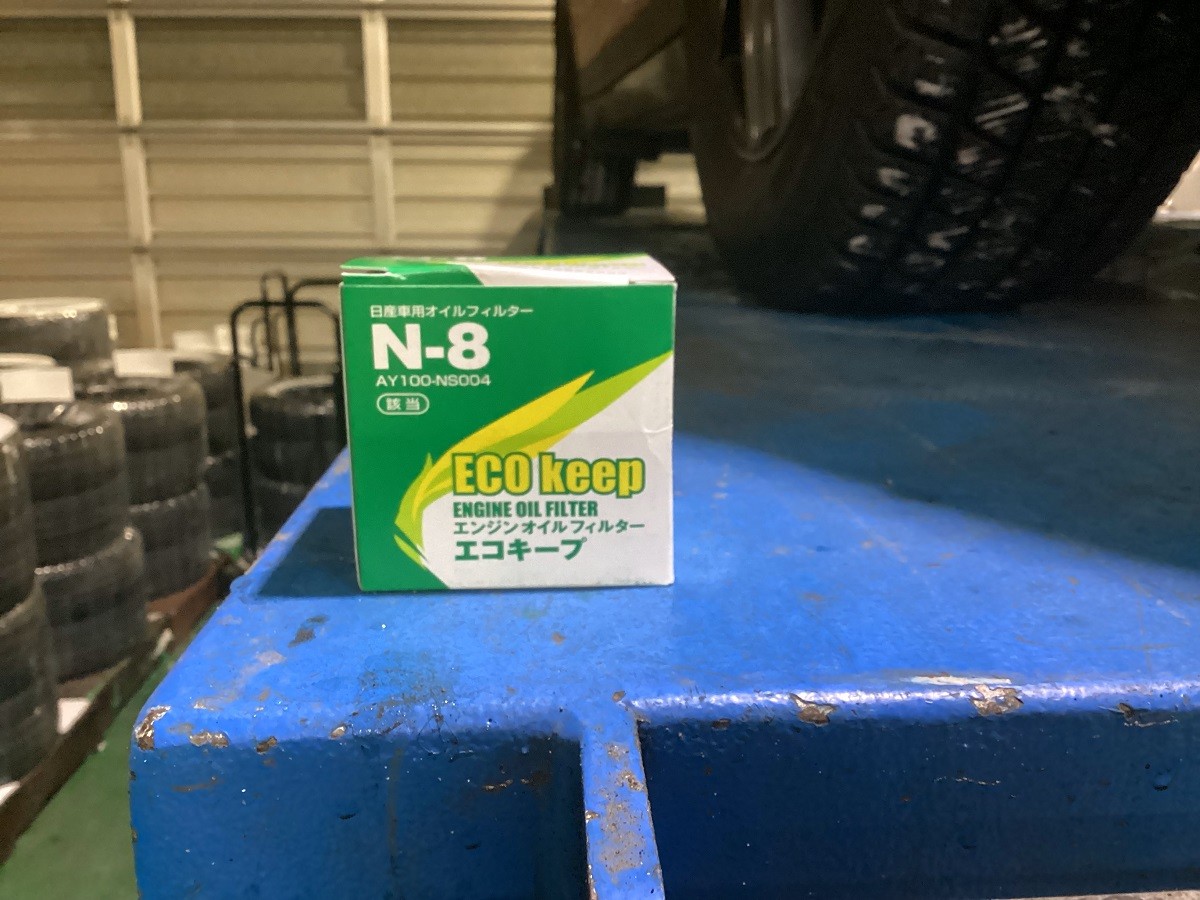 日産車用オイルフィルター
N-8
AY100-NS004
該当
ECO keep
ENGINE OIL FILTER
エンジンオイルフィルター
エコキープ